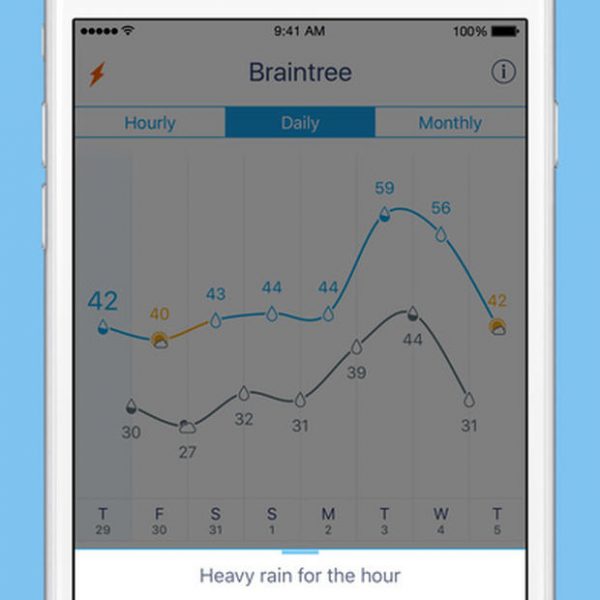 9:41 AM 100%
Braintree
Hourly Daily Monthly
59
56
42 40 43 44 44 42
30 27 32 31 39 44 31
T F S S M T W T
29 30 31 1 2 3 4 5
Heavy rain for the hour